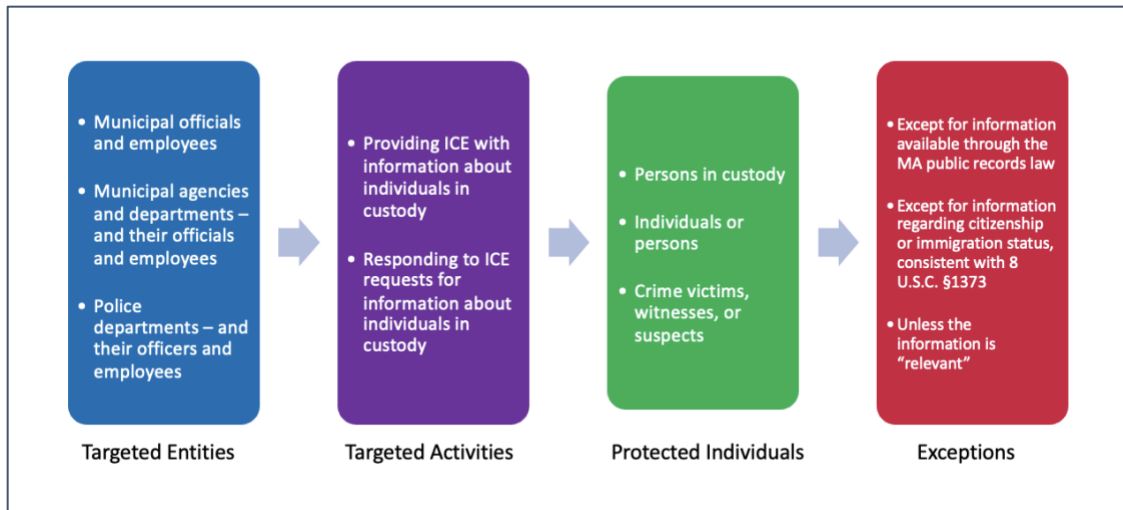 • Municipal officials
and employees
• Municipal agencies
and departments –
and their officials
and employees
• Police
departments – and
their officers and
employees
Targeted Entities
• Providing ICE with
information about
individuals in
custody
• Responding to ICE
requests for
information about
individuals in
custody
Targeted Activities
• Persons in custody
• Individuals or
persons
• Crime victims,
witnesses, or
suspects
Protected Individuals
• Except for information
available through the
MA public records law
• Except for information
regarding citizenship
or immigration status,
consistent with 8
U.S.C. §1373
• Unless the
information is
“relevant”
Exceptions